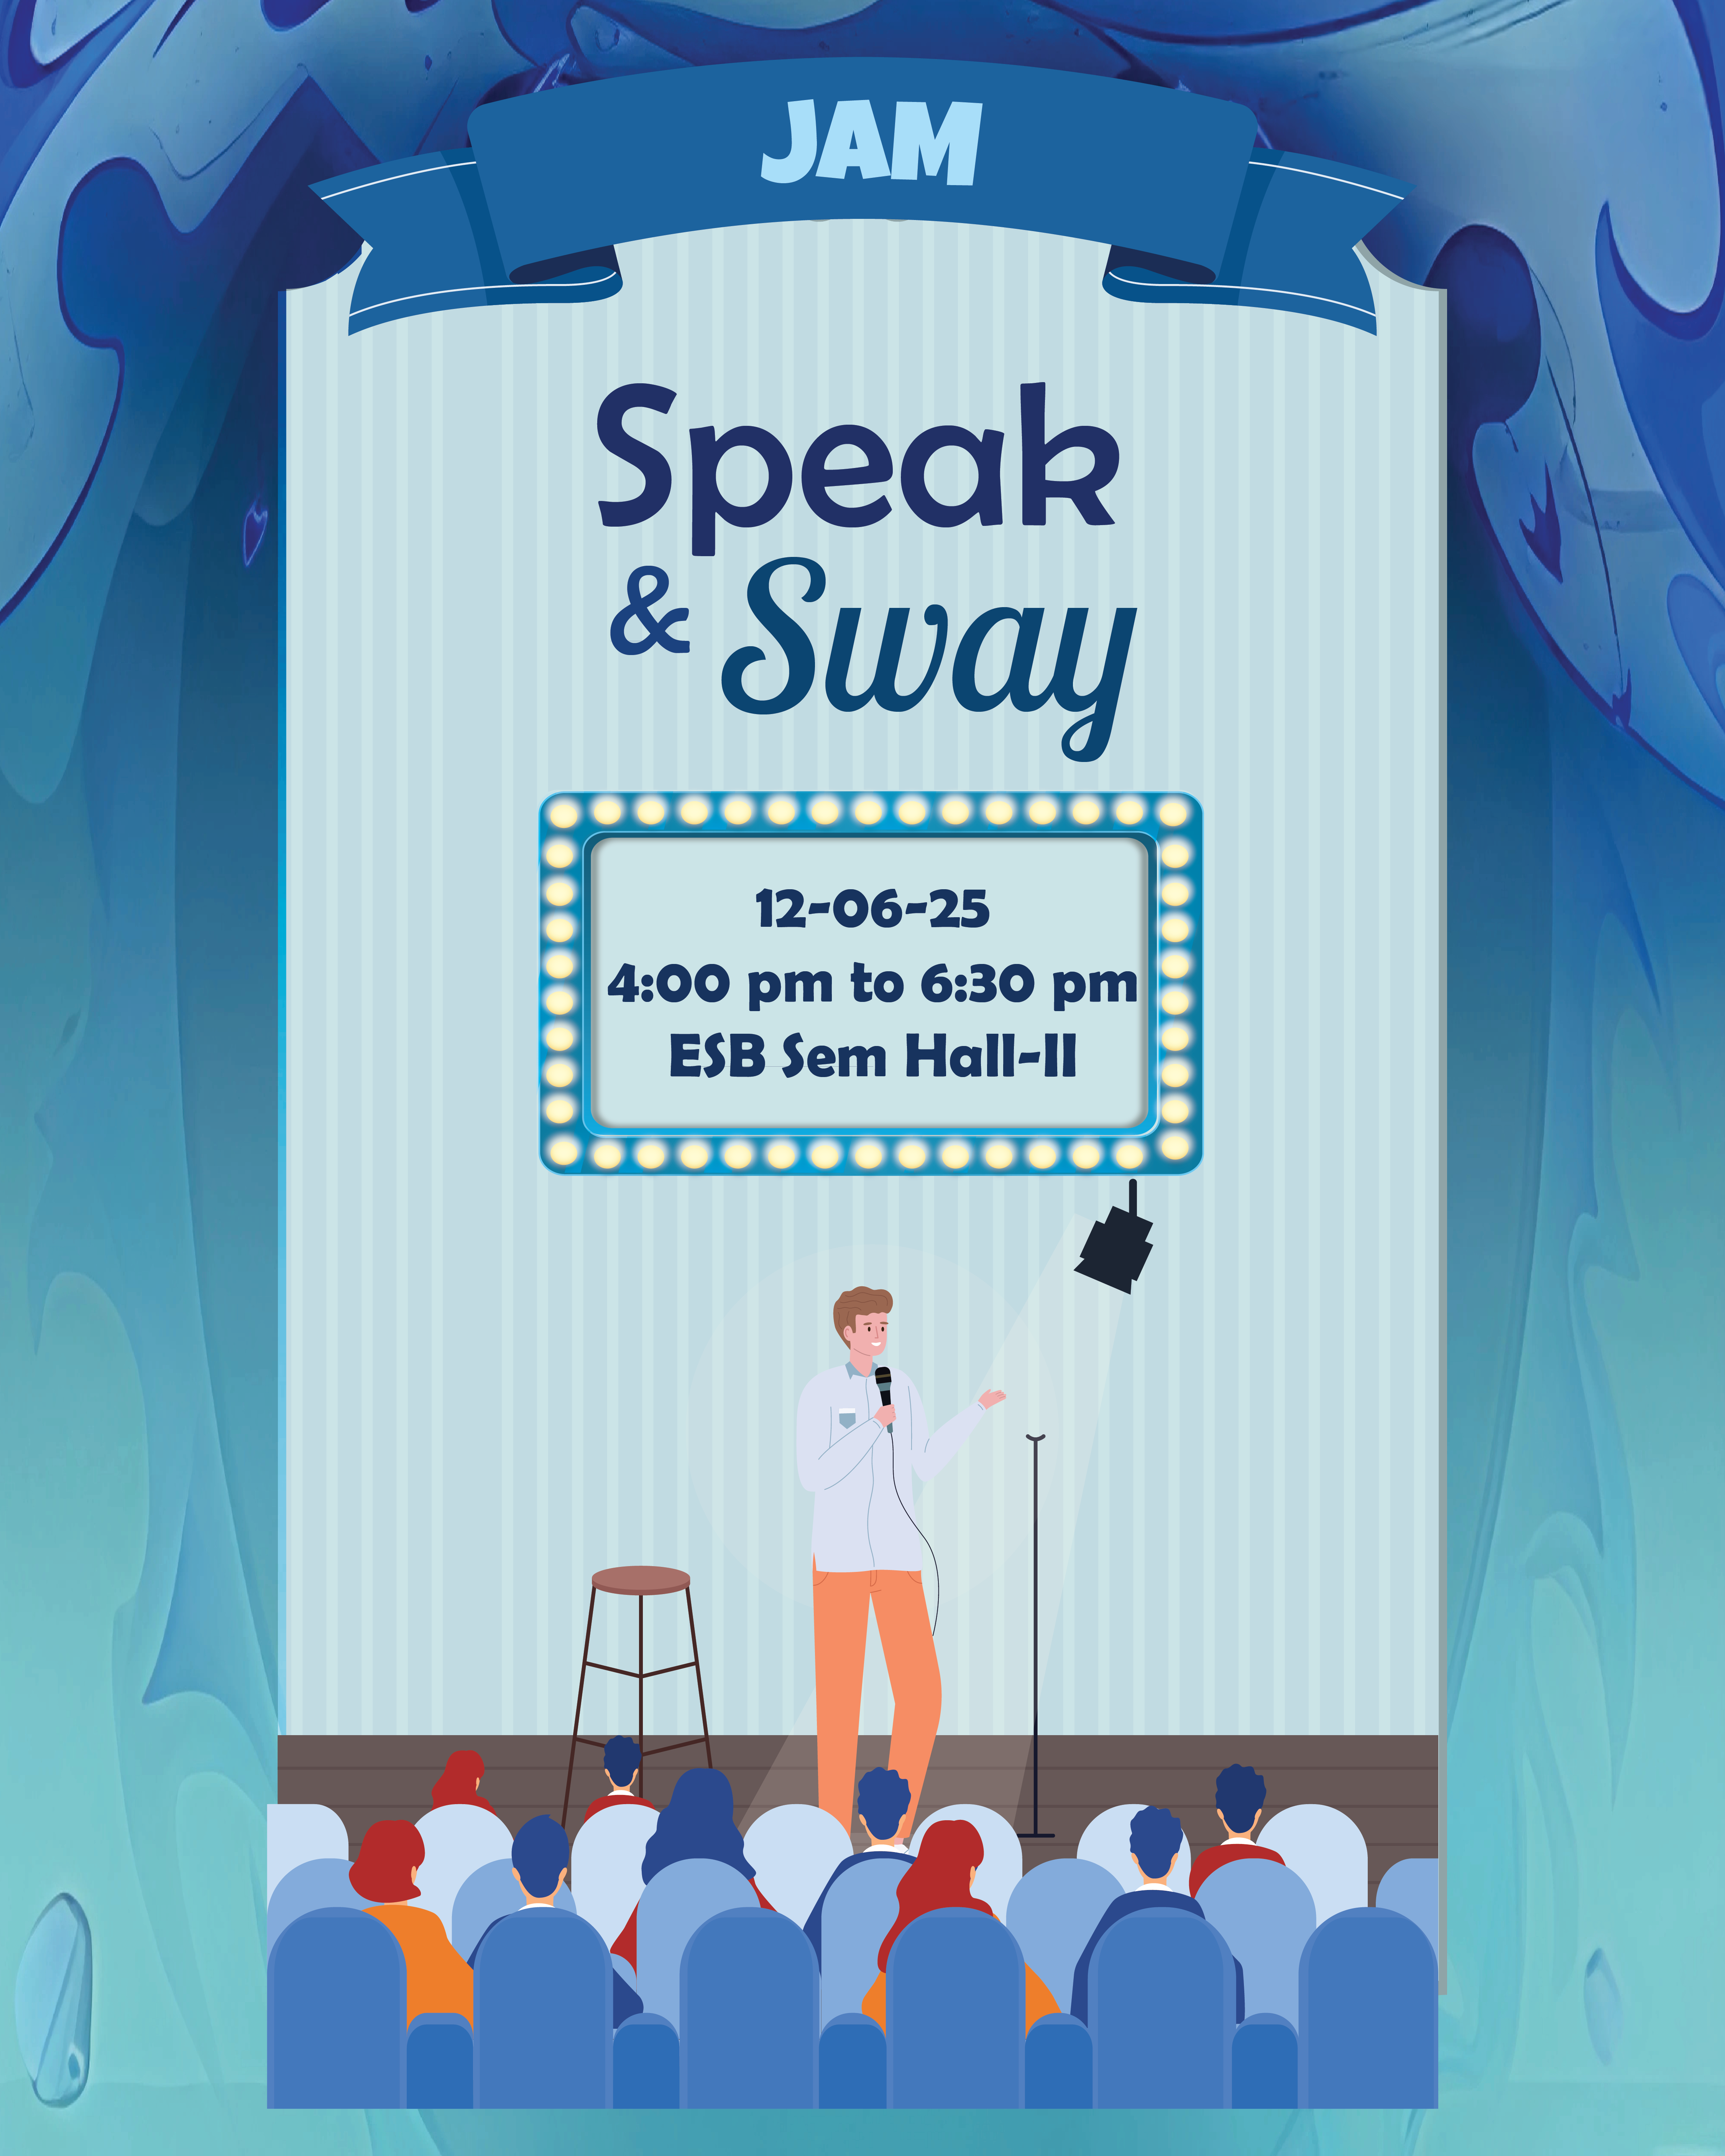 JAM
Speak
& Sway
12-06-25
4:00 pm to 6:30 pm
ESB Sem Hall-II